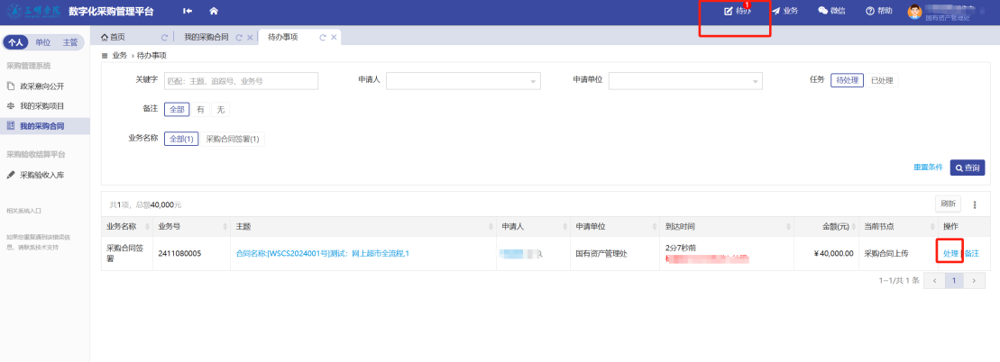 三明学院 数字化采购管理平台 待办 1 业务 微信 帮助
国有资产管理处
个人 单位 主管
首页 我的采购合同 待办事项
业务 › 待办事项
采购管理系统
政采意向公开
我的采购项目
我的采购合同
采购验收结算平台
采购验收入库
相关系统入口
如果您重复遇到该错误信
息，请联系技术支持
关键字 匹配：主题、追踪号、业务号 申请人 申请单位 任务 待处理 已处理
备注 全部 有 无
业务名称 全部(1) 采购合同签署(1)
重置条件 查询
共1项，总额40,000元 刷新
业务名称 业务号 主题 申请人 申请单位 到达时间 金额(元) 当前节点 操作
采购合同签署 2411080005 合同名称:[WSCS2024001号]测试：网上超市全流程,1 国有资产管理处 2分7秒前 ￥40,000.00 采购合同上传 处理 | 备注
1~1/共 1 条 ‹ 1 ›